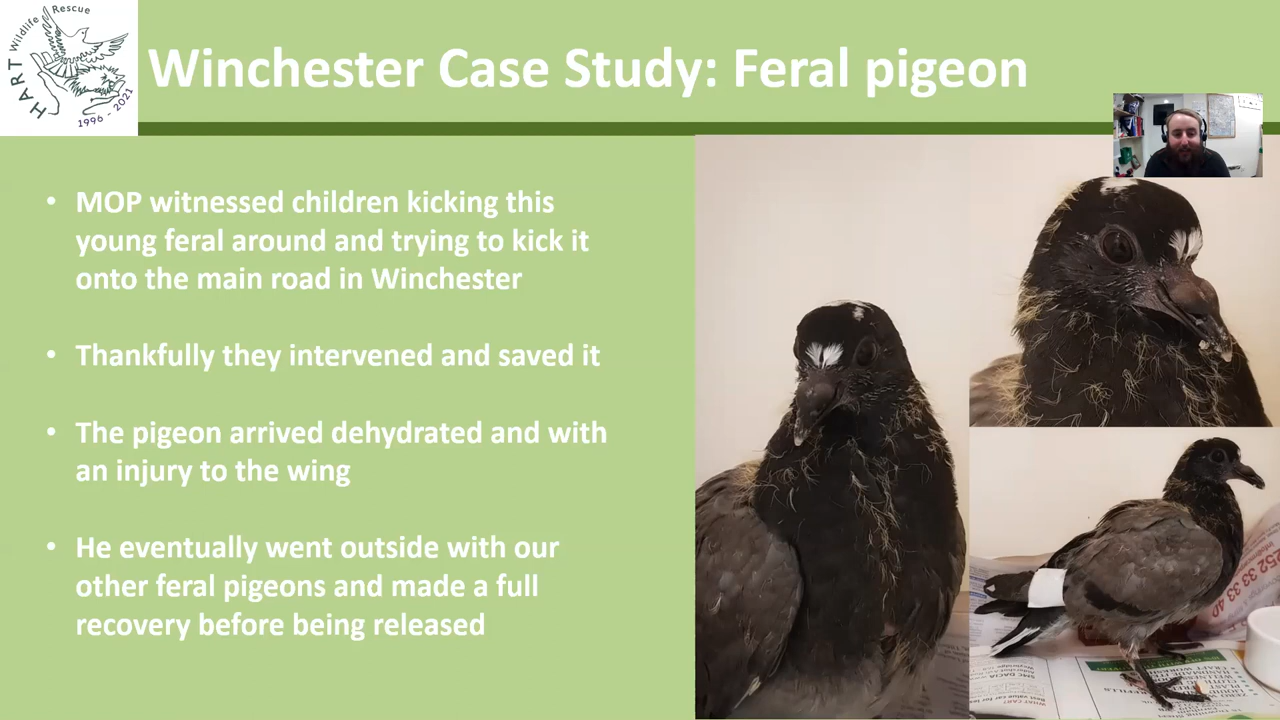 HART Wildlife Rescue
1996 - 2021
Winchester Case Study: Feral pigeon
• MOP witnessed children kicking this
young feral around and trying to kick it
onto the main road in Winchester
• Thankfully they intervened and saved it
• The pigeon arrived dehydrated and with
an injury to the wing
• He eventually went outside with our
other feral pigeons and made a full
recovery before being released